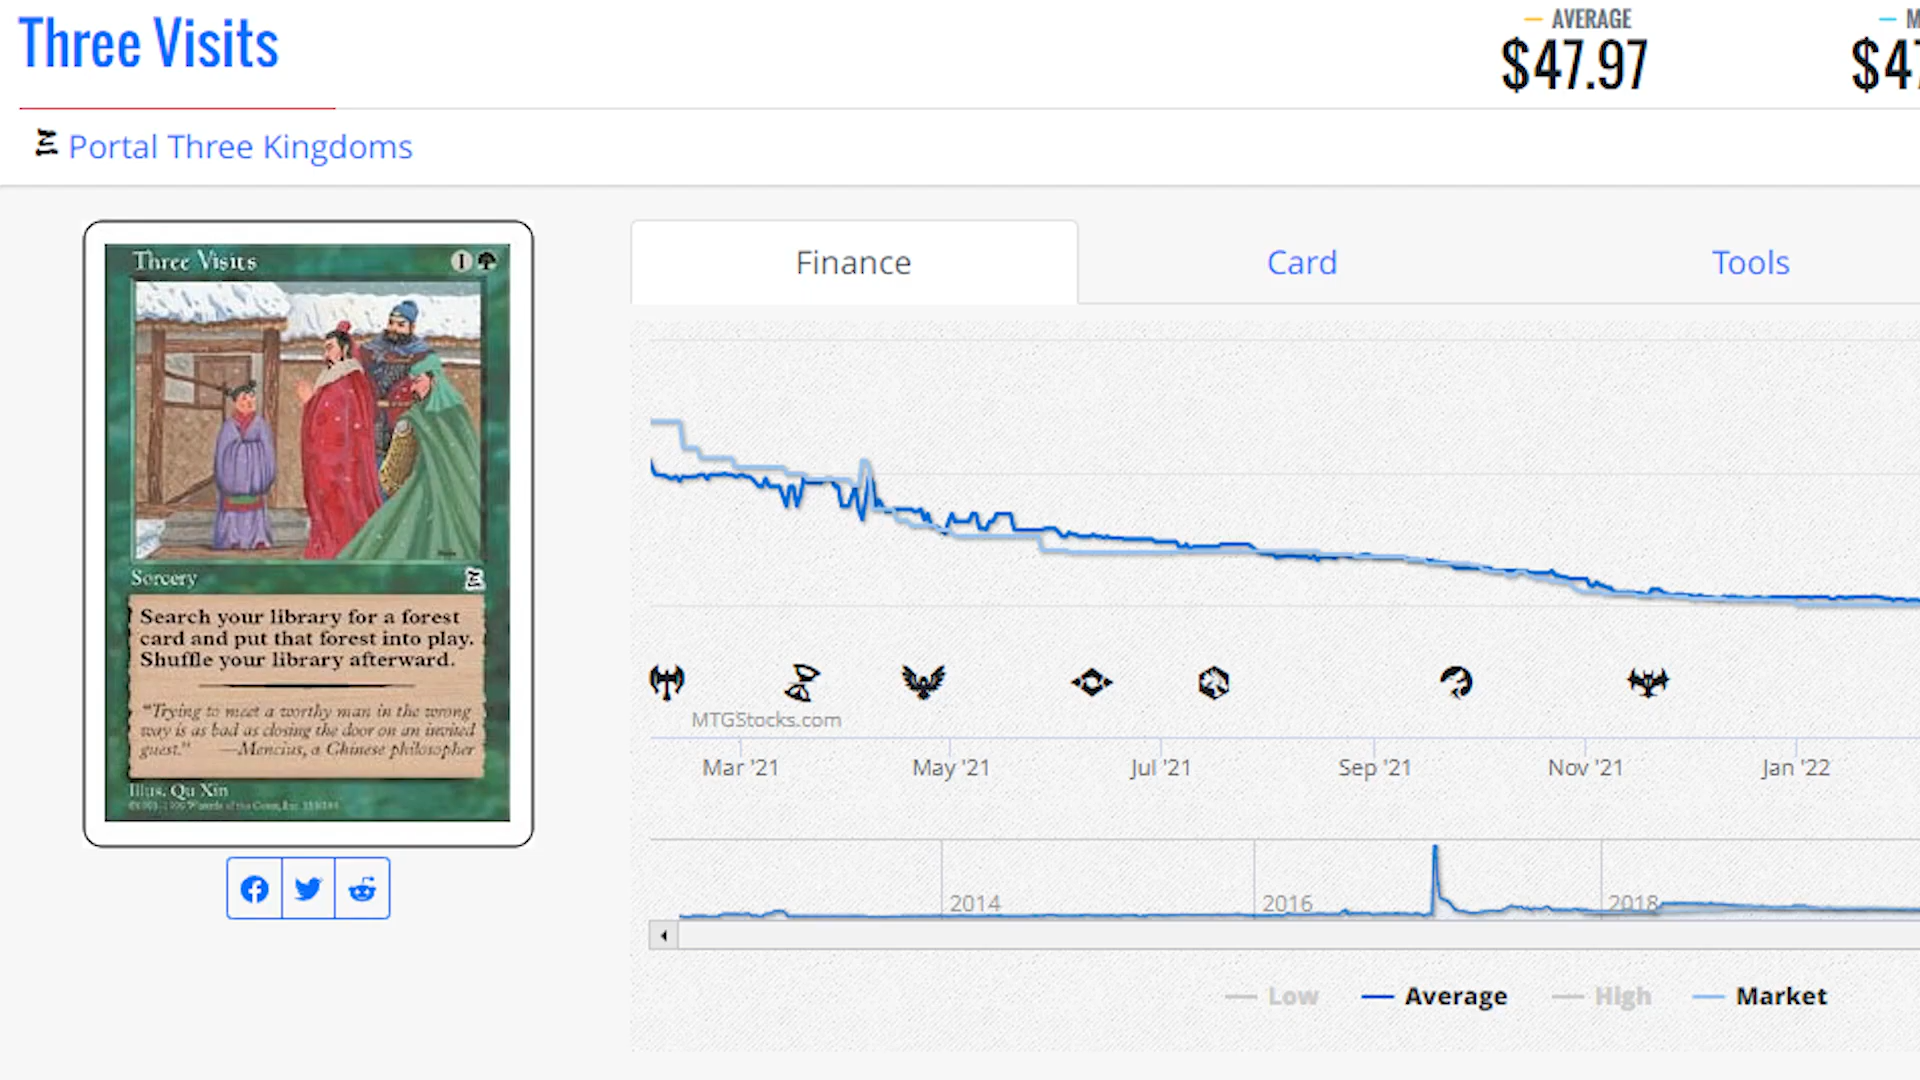 Three Visits
AVERAGE
$47.97
M
$47
Portal Three Kingdoms
Three Visits
1
Sorcery
Search your library for a forest
card and put that forest into play.
Shuffle your library afterward.
"Trying to meet a worthy man in the wrong
way is as bad as closing the door on an invited
guest." —Mencius, a Chinese philosopher
Illus. Qu Xin
Finance
Card
Tools
MTGStocks.com
Mar '21
May '21
Jul '21
Sep '21
Nov '21
Jan '22
2014
2016
2018
Low
Average
High
Market